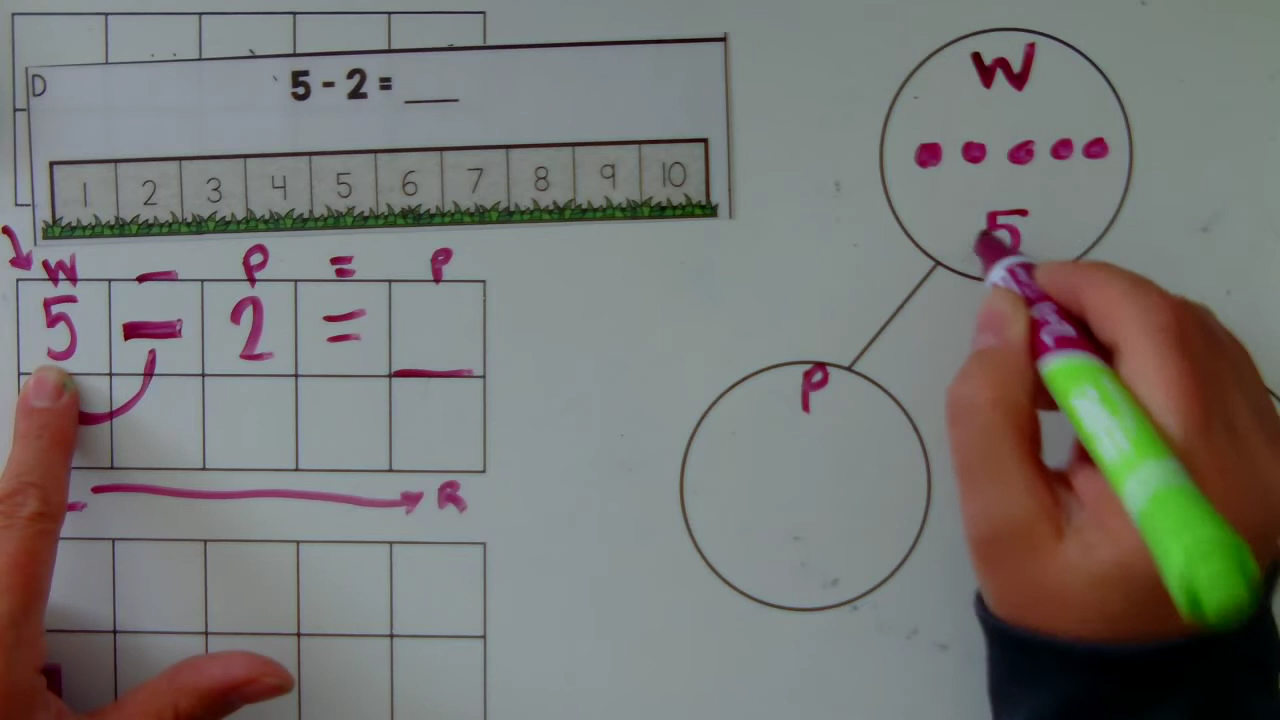 D
5 - 2 = ___
1 2 3 4 5 6 7 8 9 10
W - P = P
5 - 2 = _
R
W
5
P